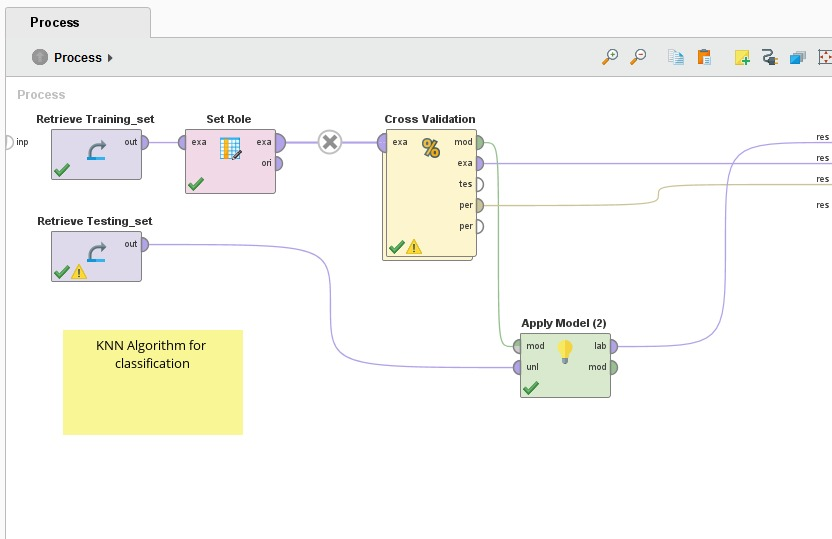 Process
Process
Process
Retrieve Training_set
Set Role
Cross Validation
inp
out
exa
exa
ori
exa
mod
exa
tes
per
per
res
res
res
res
Retrieve Testing_set
out
KNN Algorithm for
classification
Apply Model (2)
mod
lab
unl
mod